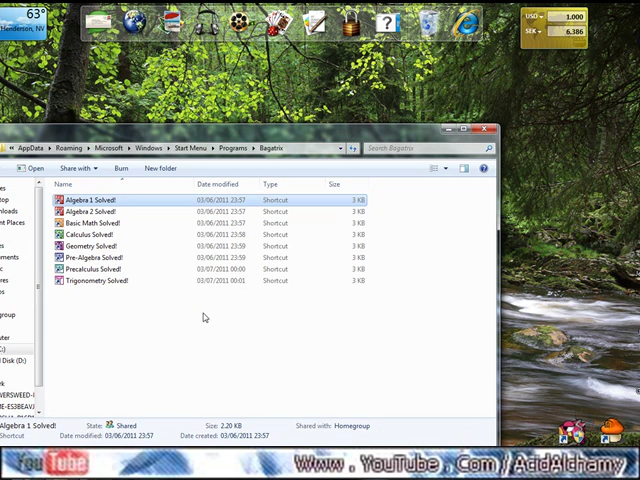 63°
Henderson, NV
USD 1.000
SEK 6.386
« AppData ▸ Roaming ▸ Microsoft ▸ Windows ▸ Start Menu ▸ Programs ▸ Bagatrix
Search Bagatrix
Open Share with Burn New folder
Name Date modified Type Size
Algebra 1 Solved! 03/06/2011 23:57 Shortcut 3 KB
Algebra 2 Solved! 03/06/2011 23:57 Shortcut 3 KB
Basic Math Solved! 03/06/2011 23:57 Shortcut 3 KB
Calculus Solved! 03/06/2011 23:58 Shortcut 3 KB
Geometry Solved! 03/06/2011 23:59 Shortcut 3 KB
Pre-Algebra Solved! 03/06/2011 23:59 Shortcut 3 KB
Precalculus Solved! 03/07/2011 00:00 Shortcut 3 KB
Trigonometry Solved! 03/07/2011 00:01 Shortcut 3 KB
Algebra 1 Solved! State: Shared Size: 2.20 KB Shared with: Homegroup
Shortcut Date modified: 03/06/2011 23:57 Date created: 03/06/2011 23:57
YouTube Www . YouTube . Com / AcidAlchamy